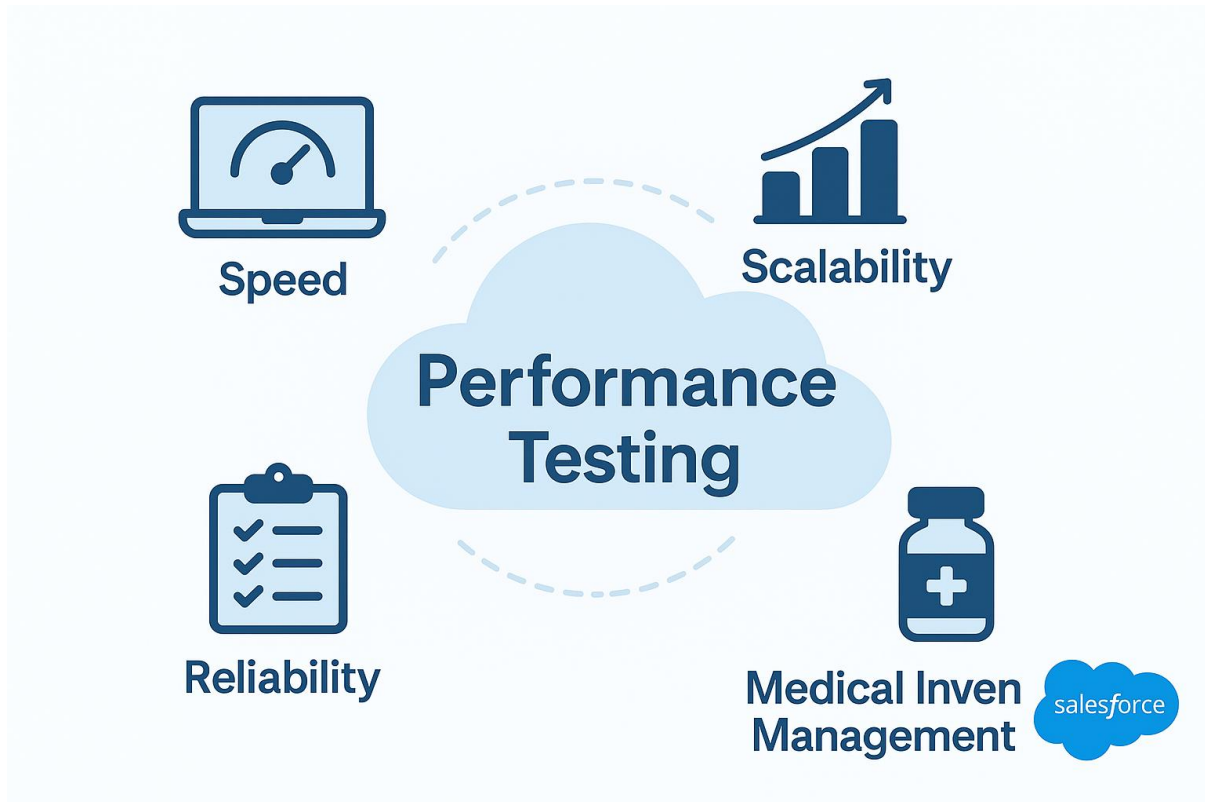 Speed
Scalability
Performance
Testing
Reliability
Medical Inven
Management
salesforce